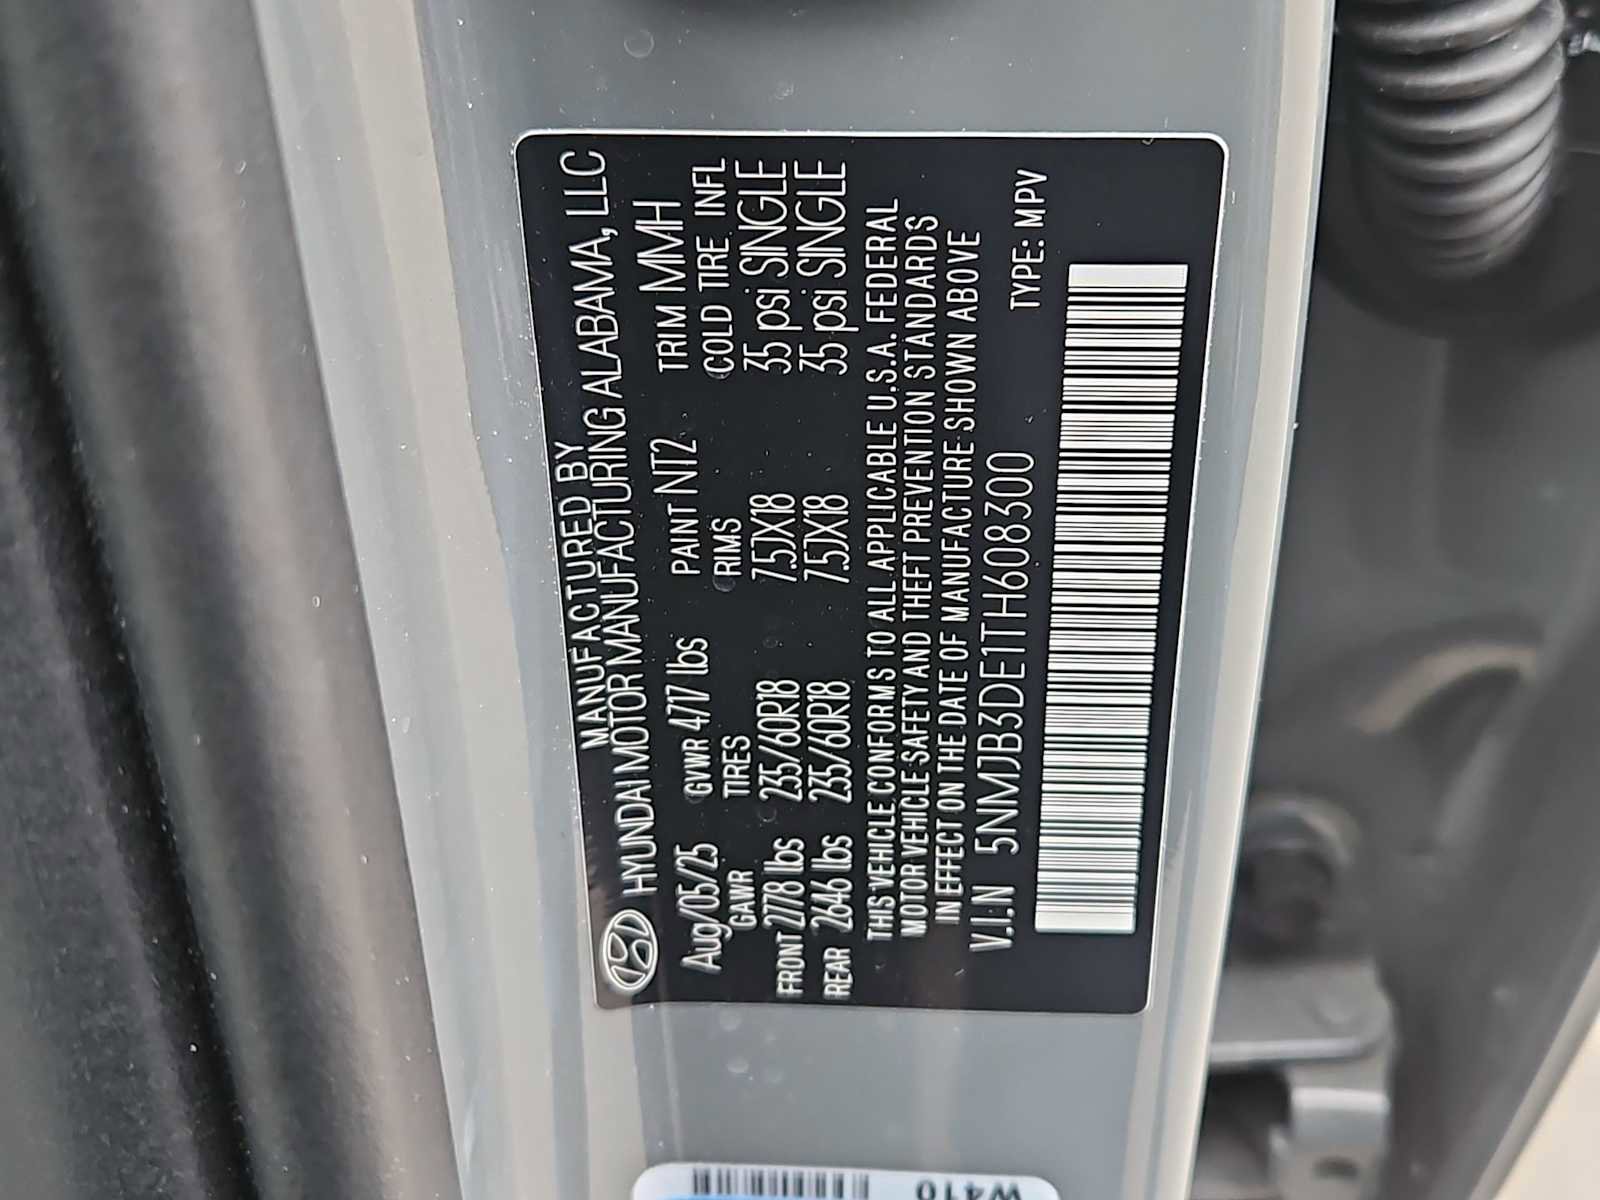 MANUFACTURED BY
HYUNDAI MOTOR MANUFACTURING ALABAMA, LLC
Aug/05/25 GVWR 4717 lbs PAINT NT2 TRIM MMH
GAWR TIRES RIMS COLD TIRE INFL
FRONT 2778 lbs 235/60R18 7.5JX18 35 psi SINGLE
REAR 2646 lbs 235/60R18 7.5JX18 35 psi SINGLE
THIS VEHICLE CONFORMS TO ALL APPLICABLE U.S.A. FEDERAL
MOTOR VEHICLE SAFETY AND THEFT PREVENTION STANDARDS
IN EFFECT ON THE DATE OF MANUFACTURE SHOWN ABOVE
V.I.N 5NMJB3DE1TH608300
TYPE: MPV
W410